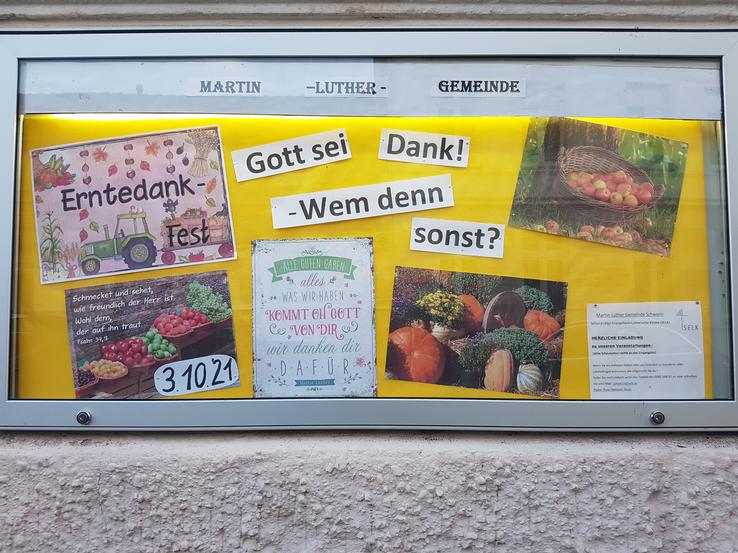 MARTIN -LUTHER - GEMEINDE
Erntedank-
Fest
Gott sei Dank!
-Wem denn
sonst?
Schmecket und sehet,
wie freundlich der Herr ist.
Wohl dem,
der auf ihn traut.
Psalm 34,9
3.10.21
ALLE GUTEN GABEN
alles
WAS WIR HABEN
KOMMT OH GOTT
VON DIR
wir danken dir
DAFÜR
Martin Luther Gemeinde Schwerin
SELK
HERZLICHE EINLADUNG
zu unseren Veranstaltungen